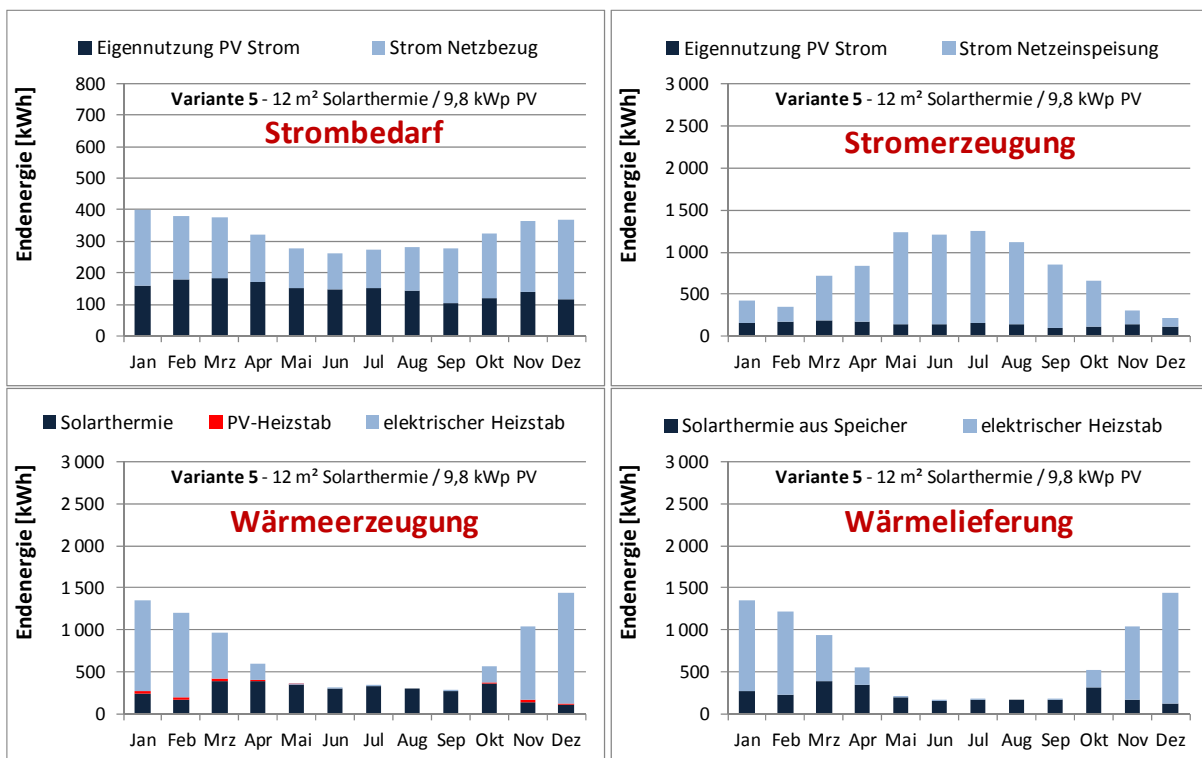 Eigennutzung PV Strom Strom Netzbezug
Endenergie [kWh]
800
700
600
500
400
300
200
100
0
Variante 5 - 12 m² Solarthermie / 9,8 kWp PV
Strombedarf
Jan Feb Mrz Apr Mai Jun Jul Aug Sep Okt Nov Dez
Eigennutzung PV Strom Strom Netzeinspeisung
Endenergie [kWh]
3 000
2 500
2 000
1 500
1 000
500
0
Variante 5 - 12 m² Solarthermie / 9,8 kWp PV
Stromerzeugung
Jan Feb Mrz Apr Mai Jun Jul Aug Sep Okt Nov Dez
Solarthermie PV-Heizstab elektrischer Heizstab
Endenergie [kWh]
3 000
2 500
2 000
1 500
1 000
500
0
Variante 5 - 12 m² Solarthermie / 9,8 kWp PV
Wärmeerzeugung
Jan Feb Mrz Apr Mai Jun Jul Aug Sep Okt Nov Dez
Solarthermie aus Speicher elektrischer Heizstab
Endenergie [kWh]
3 000
2 500
2 000
1 500
1 000
500
0
Variante 5 - 12 m² Solarthermie / 9,8 kWp PV
Wärmelieferung
Jan Feb Mrz Apr Mai Jun Jul Aug Sep Okt Nov Dez